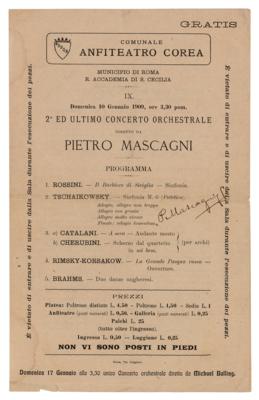 GRATIS
COMUNALE
ANFITEATRO COREA
MUNICIPIO DI ROMA
R. ACCADEMIA DI S. CECILIA
IX.
Domenica 10 Gennaio 1909, ore 3,30 pom.
2° ED ULTIMO CONCERTO ORCHESTRALE
DIRETTO DA
PIETRO MASCAGNI
PROGRAMMA
1. ROSSINI. – Il Barbiere di Siviglia – Sinfonia.
2. TSCHAIKOWSKY – Sinfonia N. 6 (Patetica).
Adagio, allegro non troppo
Allegro con grazia
Allegro molto vivace
Finale: adagio lamentoso.
P. Mascagni
3. a) CATALANI. – A sera – Andante mesto
b) CHERUBINI. – Scherzo dal quartetto in mi bem.
(per archi)
4. RIMSKY-KORSAKOW. – La Grande Pasqua russa – Ouverture.
5. BRAHMS. – Due danze ungheresi.
PREZZI
Platea: Poltrone distinte L. 4,50 – Poltrone L. 1,50 – Sedie L. 1
Anfiteatro (posti numerati) L. 0,50 – Galleria (posti numerati) L. 0,25
Palchi L. 25
(tutto oltre l'ingresso).
Ingresso L. 0,50 – Loggione L. 0,25
NON VI SONO POSTI IN PIEDI
Domenica 17 Gennaio alle 3,30 unico Concerto orchestrale diretto da Michael Balling.
È vietato di entrare e di uscire dalla Sala durante l'esecuzione dei pezzi.
È vietato di entrare e di uscire dalla Sala durante l'esecuzione dei pezzi.